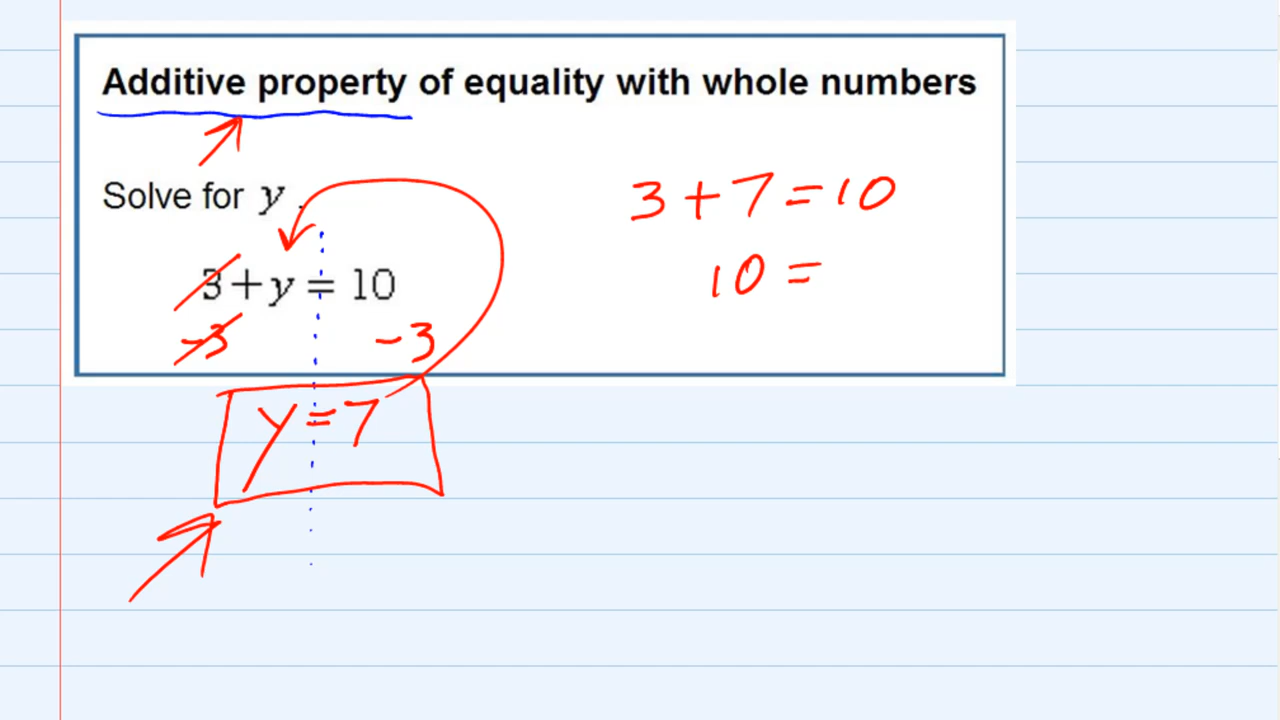 Additive property of equality with whole numbers
Solve for y.
3+y = 10
-3 -3
y=7
3+7=10
10=